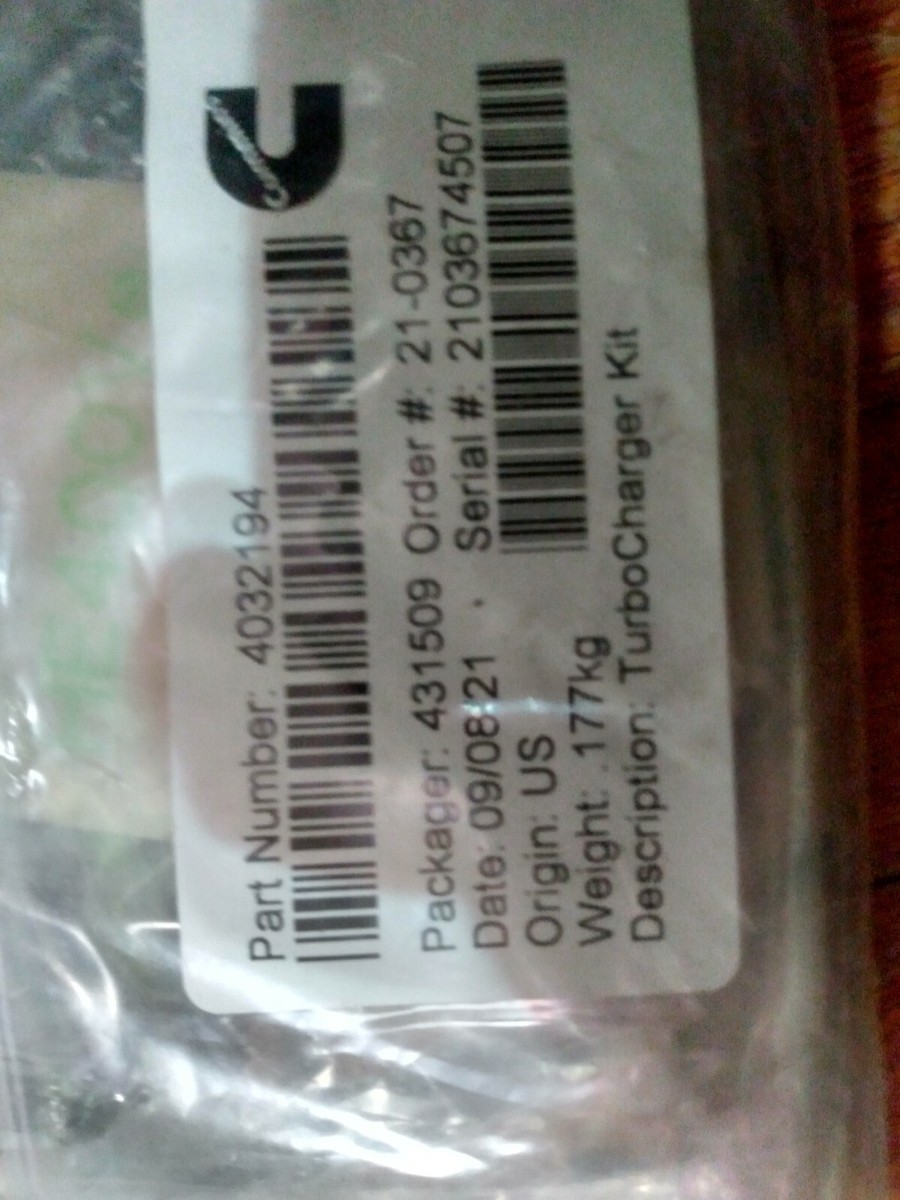 Cummins
Part Number: 4032194
Packager: 431509 Order #: 21-0367
Date: 09/08/21 . Serial #: 2103674507
Origin: US
Weight: .177kg
Description: TurboCharger Kit